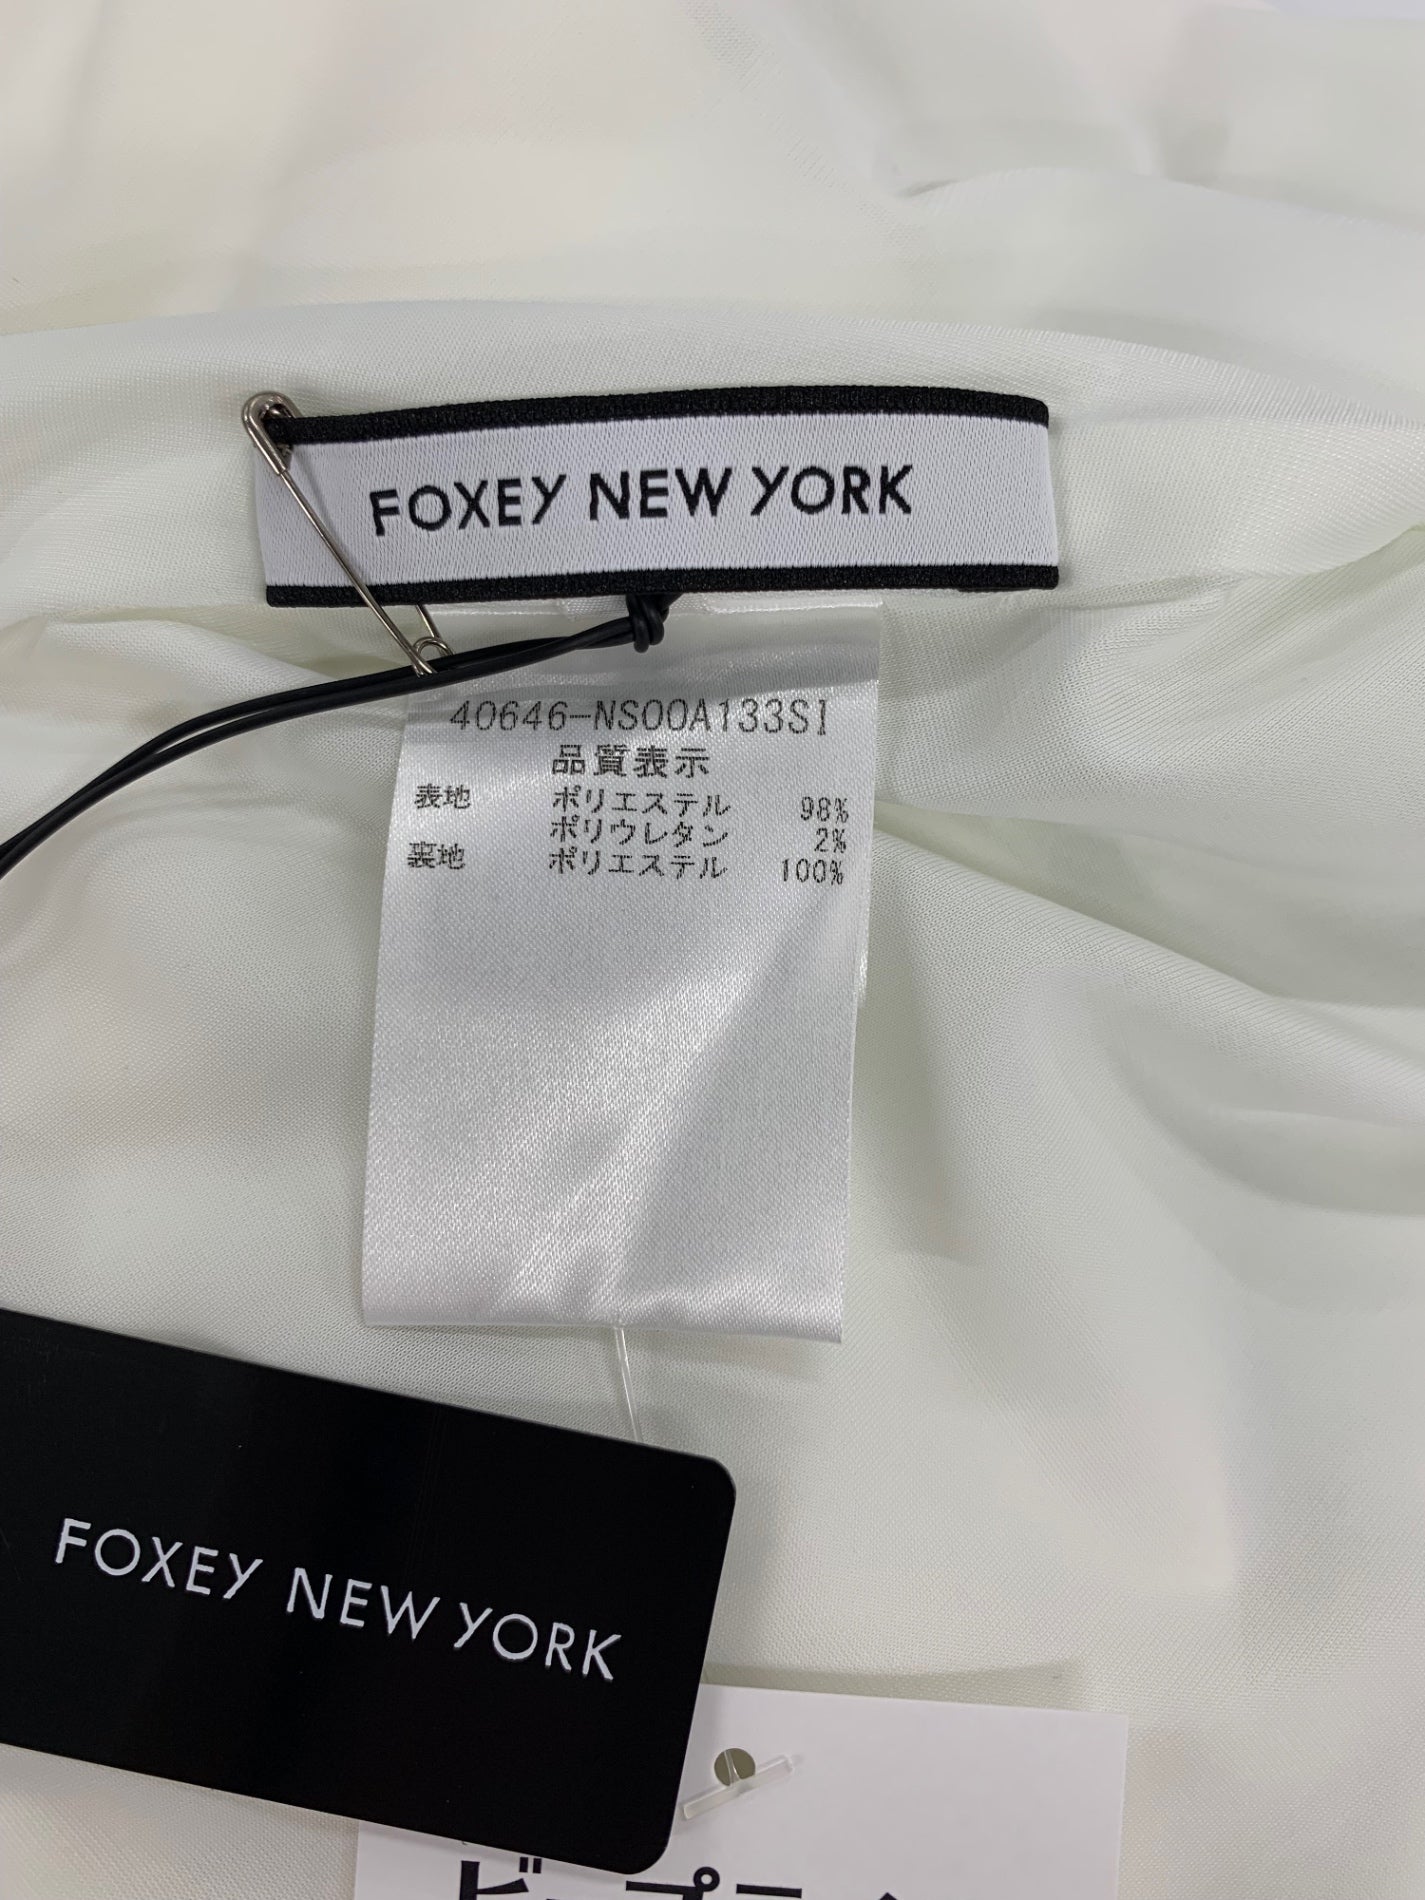 FOXEY NEW YORK
40646-NS00A133SI
品質表示
表地 ポリエステル 98%
ポリウレタン 2%
裏地 ポリエステル 100%
FOXEY NEW YORK